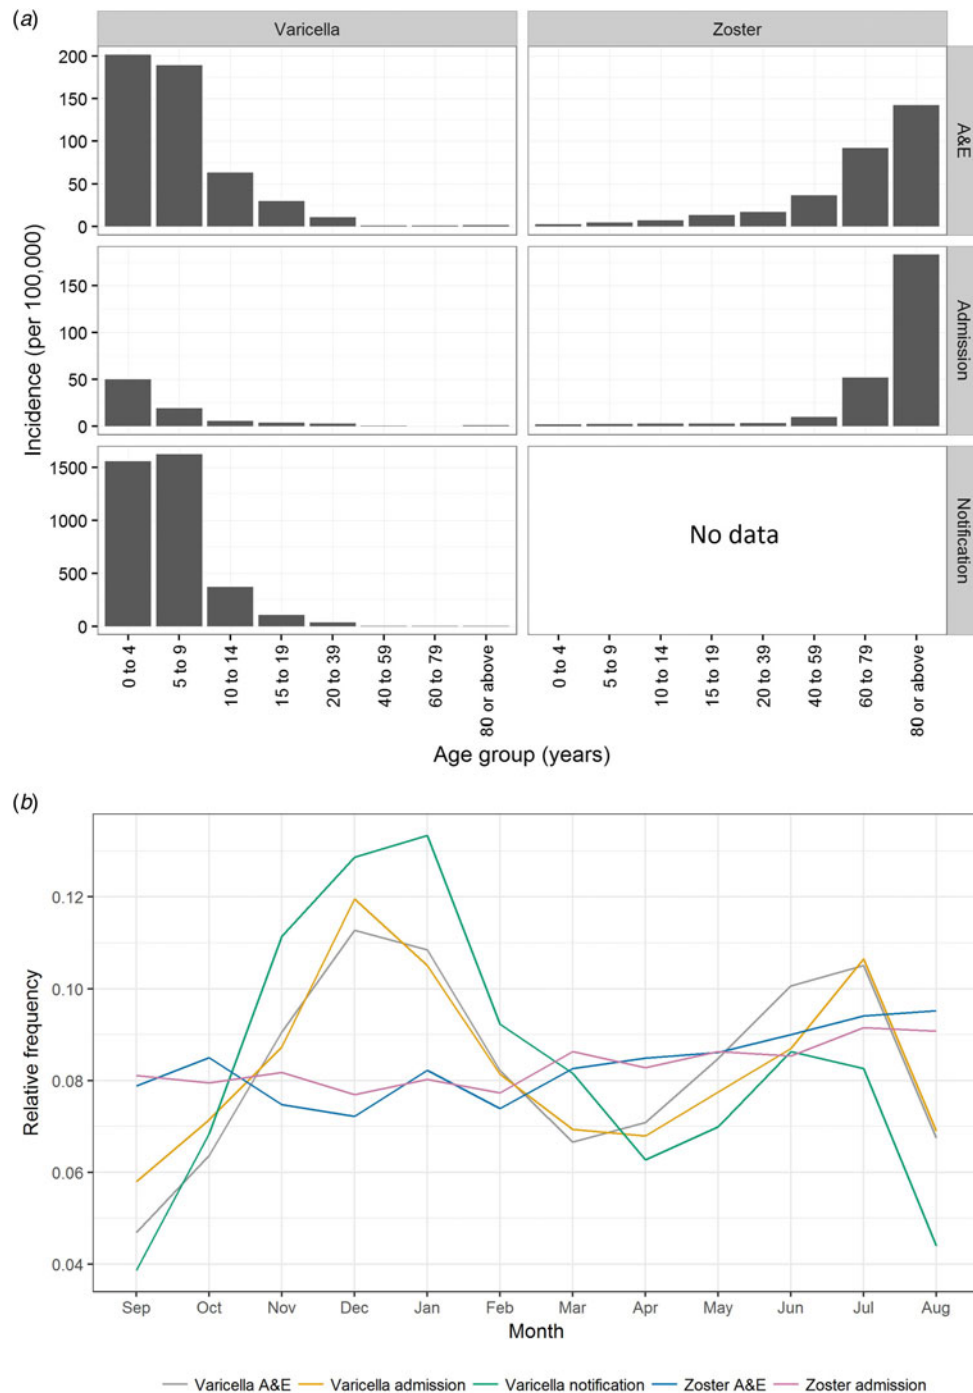 (a)
Varicella
Zoster
Incidence (per 100,000)
200
150
100
50
0
A&E
150
100
50
0
Admission
1500
1000
500
0
No data
Notification
0 to 4
5 to 9
10 to 14
15 to 19
20 to 39
40 to 59
60 to 79
80 or above
0 to 4
5 to 9
10 to 14
15 to 19
20 to 39
40 to 59
60 to 79
80 or above
Age group (years)
(b)
Relative frequency
0.12
0.10
0.08
0.06
0.04
Sep Oct Nov Dec Jan Feb Mar Apr May Jun Jul Aug
Month
Varicella A&E Varicella admission Varicella notification Zoster A&E Zoster admission